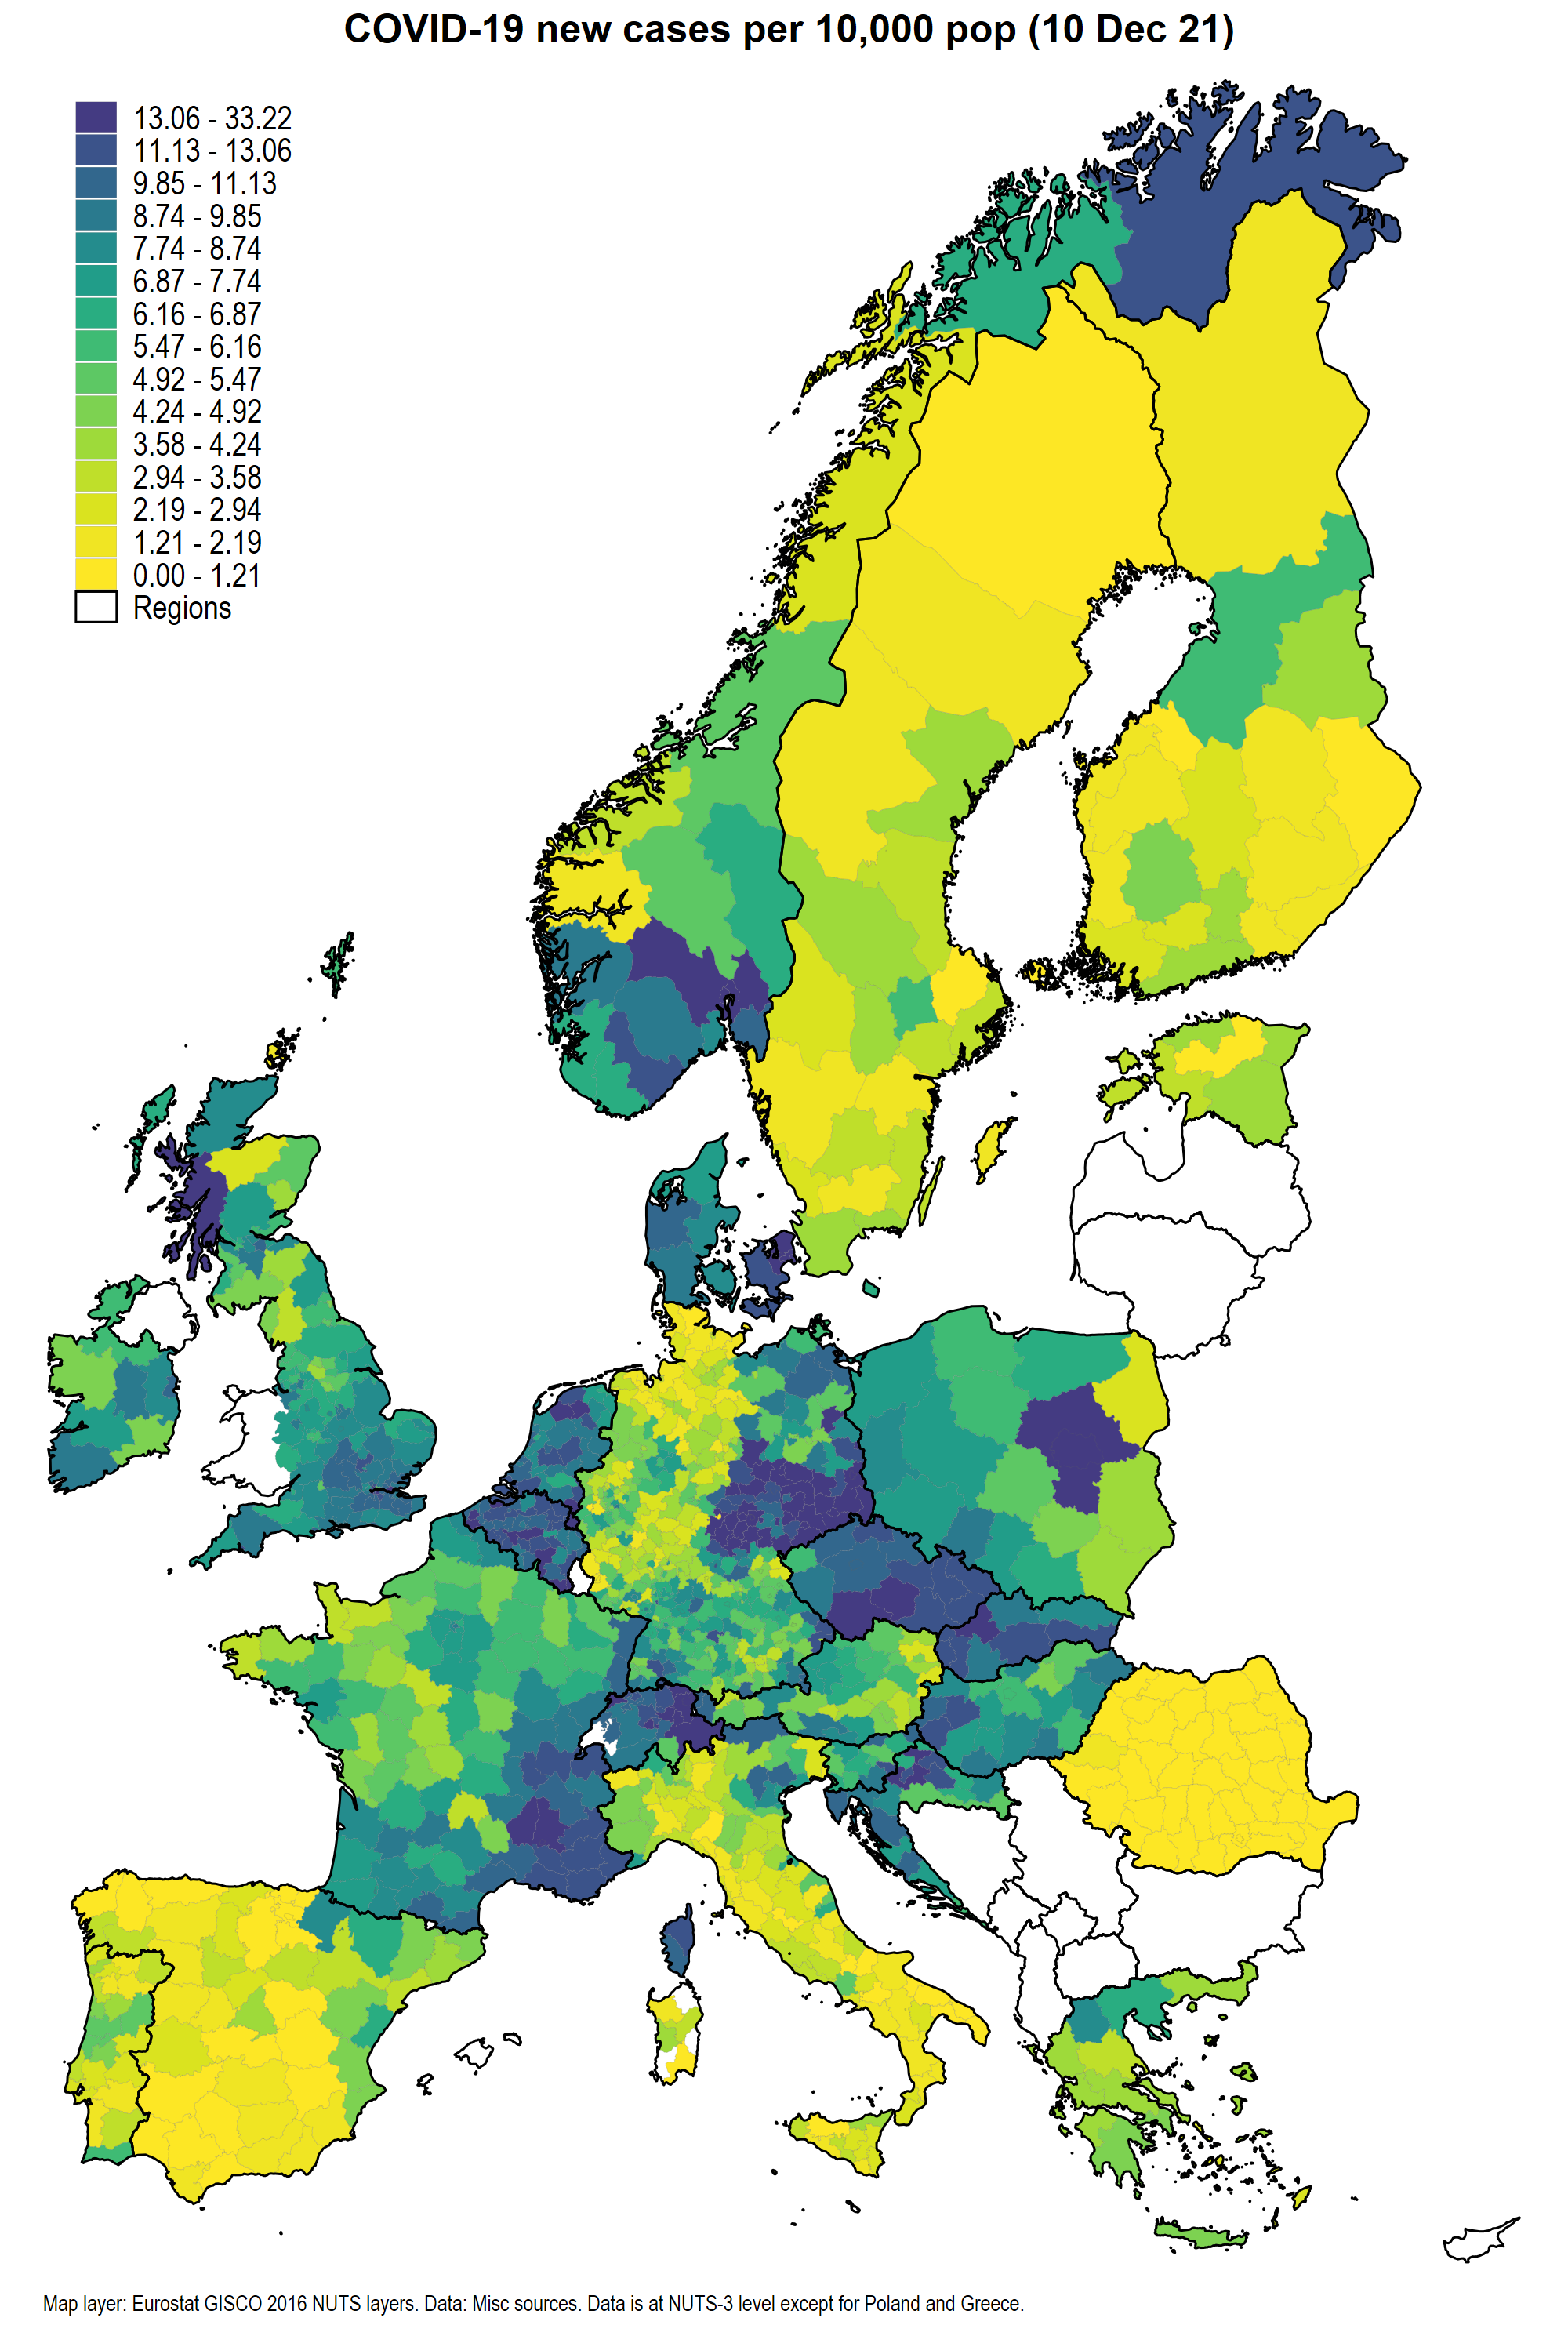 COVID-19 new cases per 10,000 pop (10 Dec 21)
13.06 - 33.22
11.13 - 13.06
9.85 - 11.13
8.74 - 9.85
7.74 - 8.74
6.87 - 7.74
6.16 - 6.87
5.47 - 6.16
4.92 - 5.47
4.24 - 4.92
3.58 - 4.24
2.94 - 3.58
2.19 - 2.94
1.21 - 2.19
0.00 - 1.21
Regions
Map layer: Eurostat GISCO 2016 NUTS layers. Data: Misc sources. Data is at NUTS-3 level except for Poland and Greece.